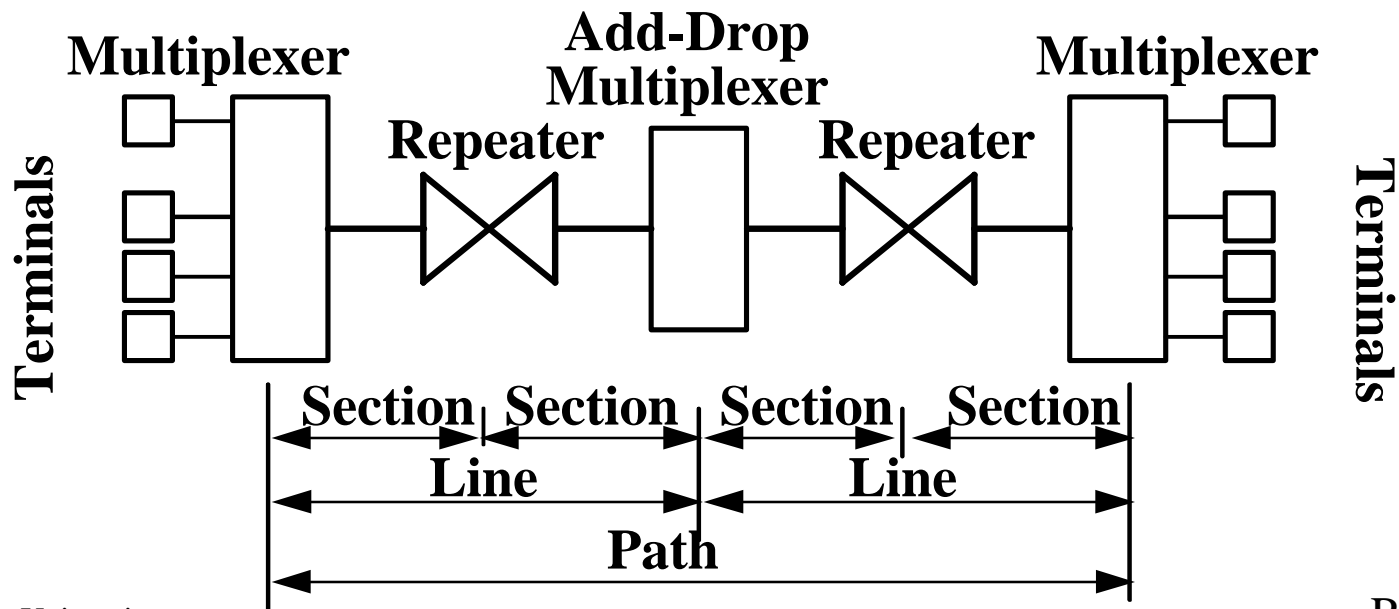 Add-Drop
Multiplexer
Multiplexer
Multiplexer
Repeater
Repeater
Terminals
Terminals
Section
Section
Section
Section
Line
Line
Path